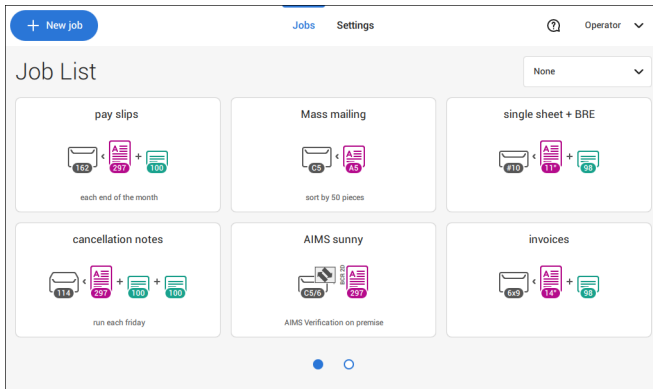 + New job
Jobs
Settings
Operator
Job List
None
pay slips
162
A
297
+
100
each end of the month
Mass mailing
C5
A
A5
sort by 50 pieces
single sheet + BRE
#10
A
11"
+
98
cancellation notes
114
A
297
+
100
+
100
run each friday
AIMS sunny
C5/6
BCR 2D
A
297
AIMS Verification on premise
invoices
6x9
A
14"
+
98